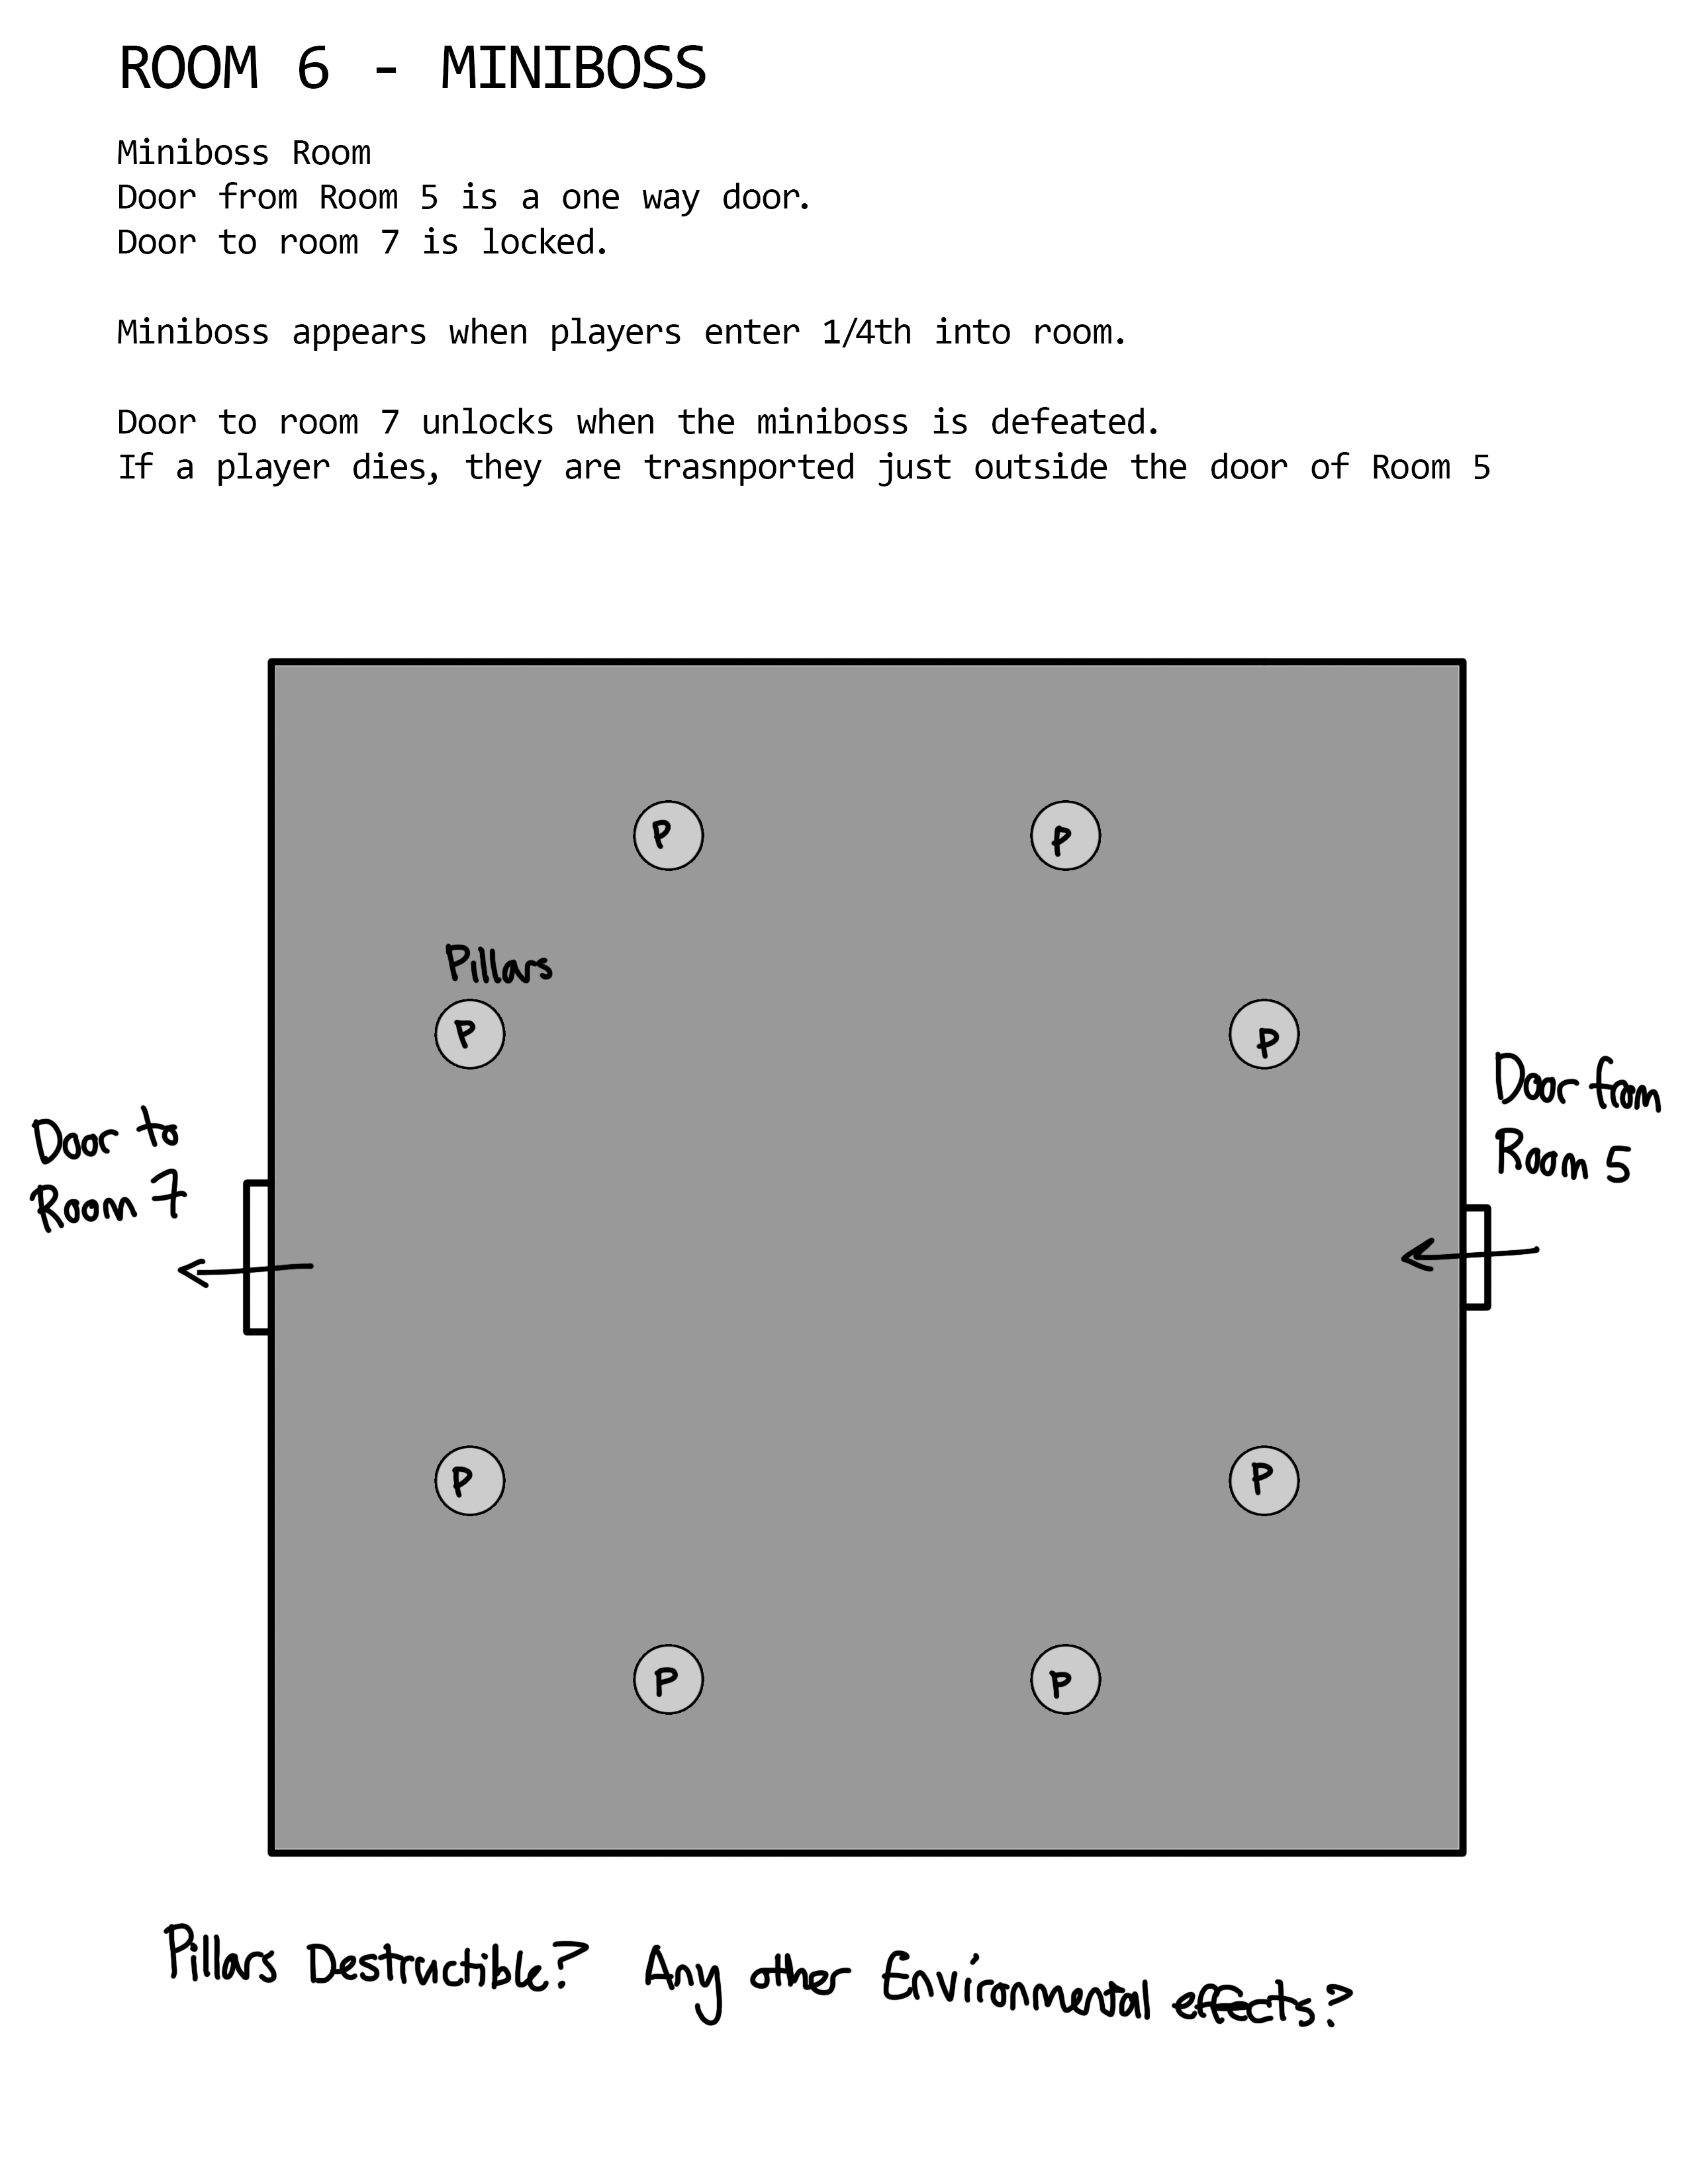 ROOM 6 - MINIBOSS
Miniboss Room
Door from Room 5 is a one way door.
Door to room 7 is locked.
Miniboss appears when players enter 1/4th into room.
Door to room 7 unlocks when the miniboss is defeated.
If a player dies, they are trasnported just outside the door of Room 5
P
P
Pillars
P
P
Door from
Room 5
Door to
Room 7
P
P
P
P
Pillars Destructible? Any other Environmental effects?